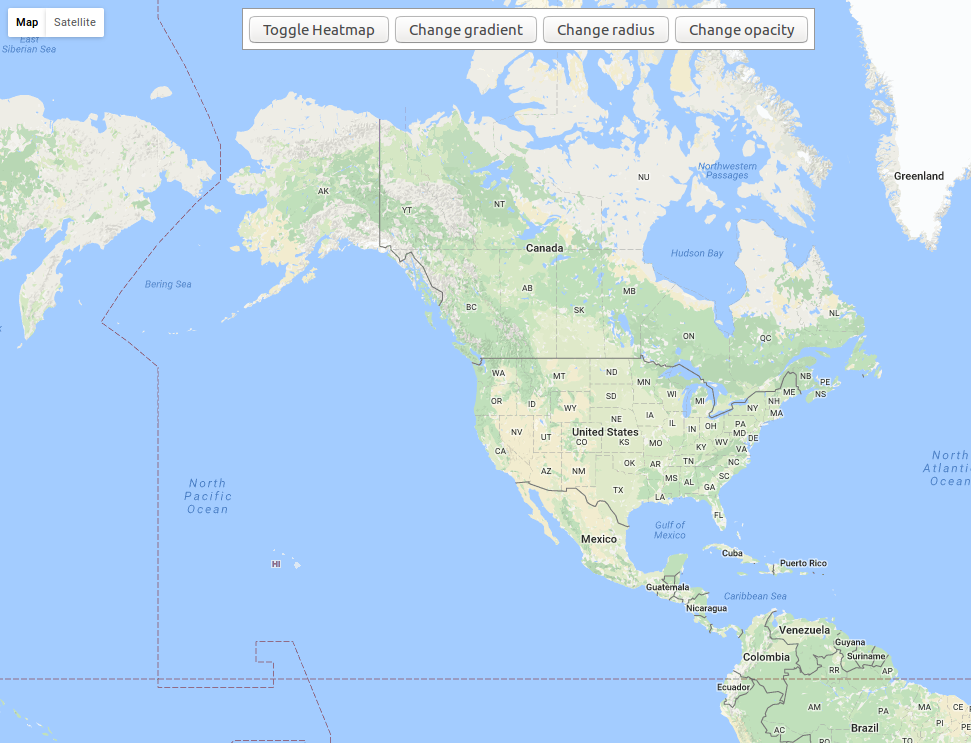 Map Satellite
Toggle Heatmap Change gradient Change radius Change opacity
East
Siberian Sea
Northwestern
Passages
Greenland
NU
AK
YT
NT
Canada
Hudson Bay
Bering Sea
AB
MB
BC
SK
NL
ON
QC
WA
MT
ND
MN
NB
PE
OR
ID
SD
WI
MI
ME
NS
WY
IA
NY
NH
MA
NE
NV
UT
United States
CO
KS
MO
IL
IN
OH
PA
MD
DE
CA
KY
WV
VA
AZ
NM
OK
AR
TN
NC
North
Atlantic
Ocean
TX
MS
AL
GA
SC
LA
FL
North
Pacific
Ocean
Gulf of
Mexico
Mexico
HI
Cuba
Puerto Rico
Guatemala
Caribbean Sea
Nicaragua
Venezuela
Guyana
Suriname
Colombia
RR
AP
Ecuador
AM
PA
MA
CE
Brazil
PI
PE
AC
RO
TO